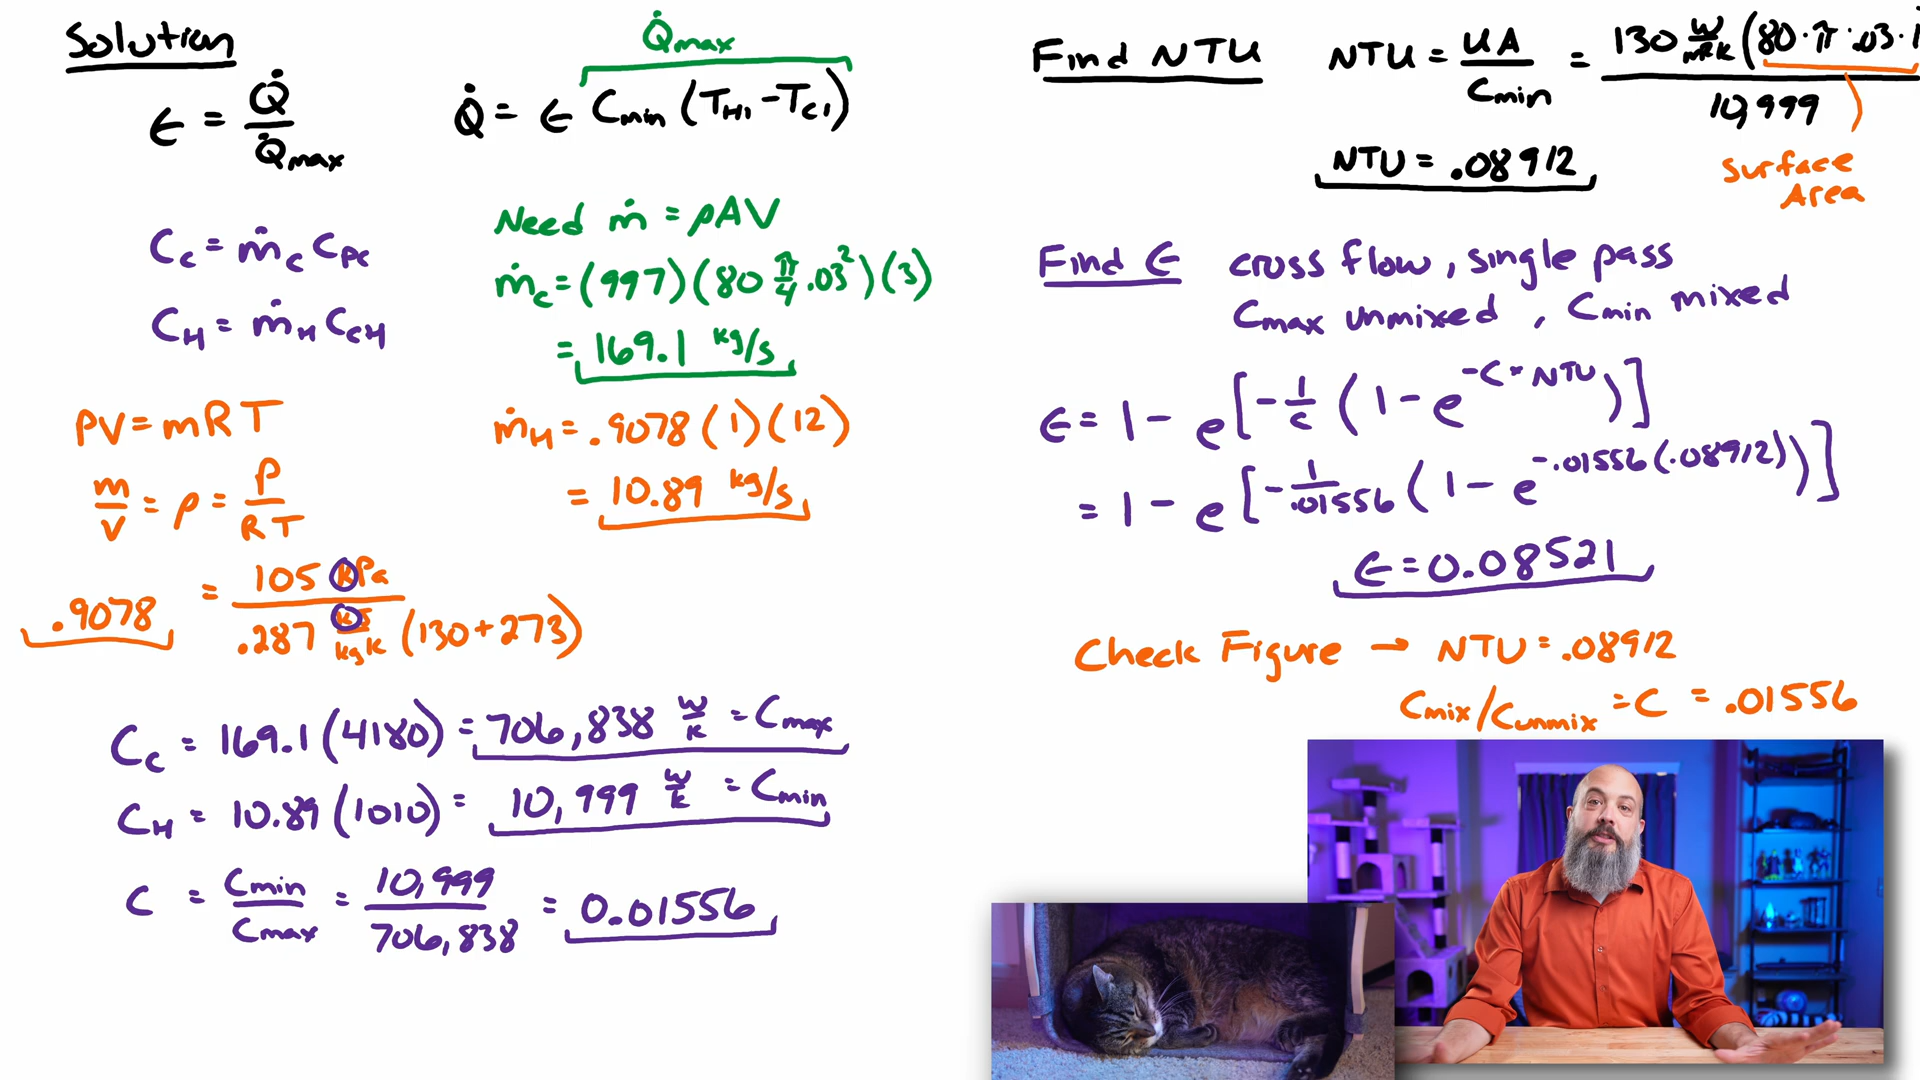 Solution
ϵ = Q̇ / Q̇max
Q̇max
Q̇ = ϵ Cmin (TH1 - TC1)
Cc = ṁc Cpc
CH = ṁH CcH
Need ṁ = ρAV
ṁc = (997)(80 π/4 .03²)(3)
= 169.1 kg/s
PV = mRT
m/V = ρ = P/RT
ṁH = .9078 (1)(12)
= 10.89 kg/s
= 105 kPa / .287 kJ/kgK (130+273)
.9078
Cc = 169.1 (4180) = 706,838 W/K = Cmax
CH = 10.89 (1010) = 10,999 W/K = Cmin
C = Cmin/Cmax = 10,999/706,838 = 0.01556
Find NTU
NTU = UA/Cmin = 130 W/m²K (80·π·.03·1 / 10,999
NTU = .08912
Surface
Area
Find ϵ
cross flow, single pass
Cmax unmixed, Cmin mixed
ϵ = 1 - e[-1/c (1 - e^-C*NTU)]
= 1 - e[-1/.01556 (1 - e^-.01556(.08912))]
ϵ = 0.08521
Check Figure → NTU = .08912
Cmix/Cunmix = C = .01556